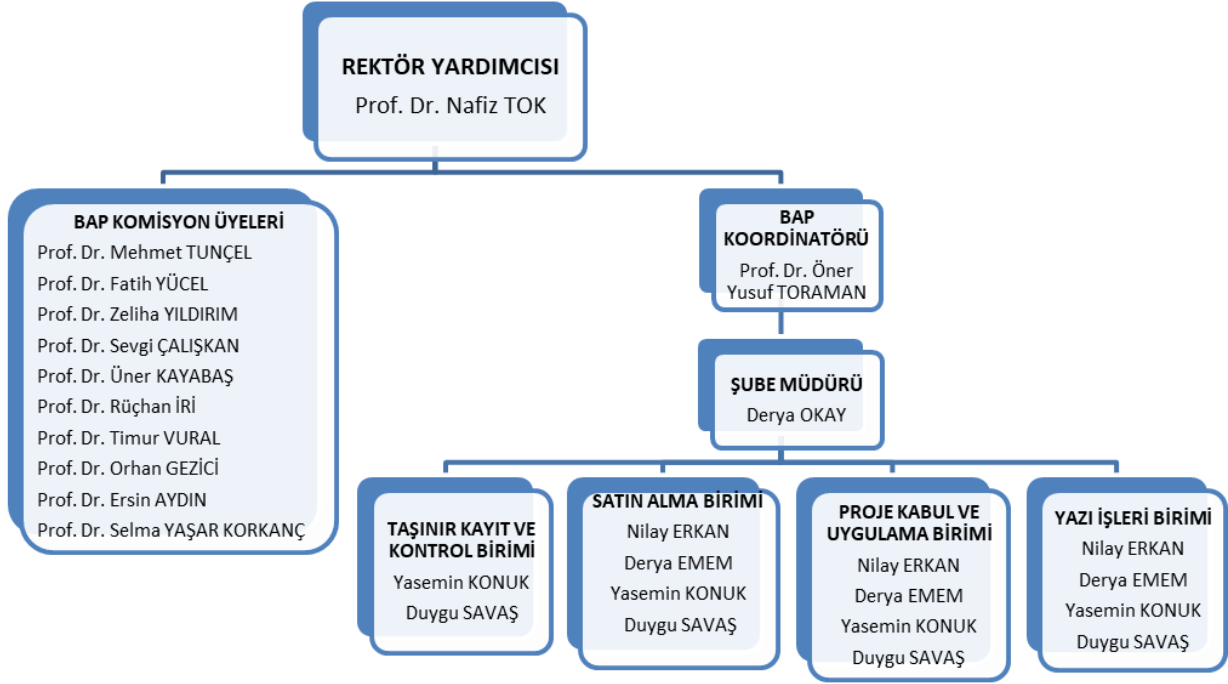 REKTÖR YARDIMCISI
Prof. Dr. Nafiz TOK
BAP KOMİSYON ÜYELERİ
Prof. Dr. Mehmet TUNÇEL
Prof. Dr. Fatih YÜCEL
Prof. Dr. Zeliha YILDIRIM
Prof. Dr. Sevgi ÇALIŞKAN
Prof. Dr. Üner KAYABAŞ
Prof. Dr. Rüçhan İRİ
Prof. Dr. Timur VURAL
Prof. Dr. Orhan GEZİCİ
Prof. Dr. Ersin AYDIN
Prof. Dr. Selma YAŞAR KORKANÇ
BAP
KOORDİNATÖRÜ
Prof. Dr. Öner
Yusuf TORAMAN
ŞUBE MÜDÜRÜ
Derya OKAY
TAŞINIR KAYIT VE
KONTROL BİRİMİ
Yasemin KONUK
Duygu SAVAŞ
SATIN ALMA BİRİMİ
Nilay ERKAN
Derya EMEM
Yasemin KONUK
Duygu SAVAŞ
PROJE KABUL VE
UYGULAMA BİRİMİ
Nilay ERKAN
Derya EMEM
Yasemin KONUK
Duygu SAVAŞ
YAZI İŞLERİ BİRİMİ
Nilay ERKAN
Derya EMEM
Yasemin KONUK
Duygu SAVAŞ